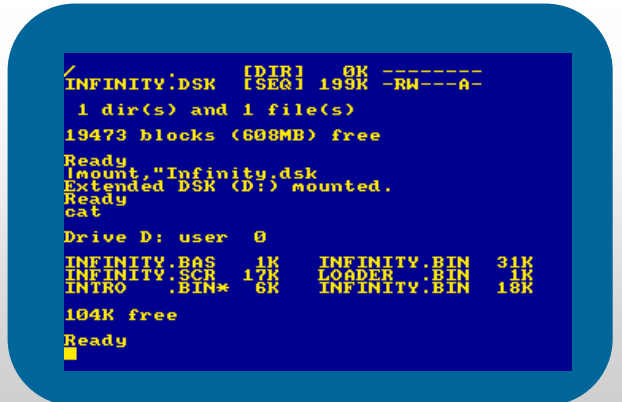 /       .       [DIR]   0K --------
INFINITY.DSK  [SEQ] 199K -RW---A-
1 dir(s) and 1 file(s)
19473 blocks (608MB) free
Ready
|mount,"Infinity.dsk
Extended DSK (D:) mounted.
Ready
cat
Drive D: user  0
INFINITY.BAS   1K    INFINITY.BIN  31K
INFINITY.SCR  17K    LOADER  .BIN   1K
INTRO   .BIN*  6K    INFINITY.BIN  18K
104K free
Ready